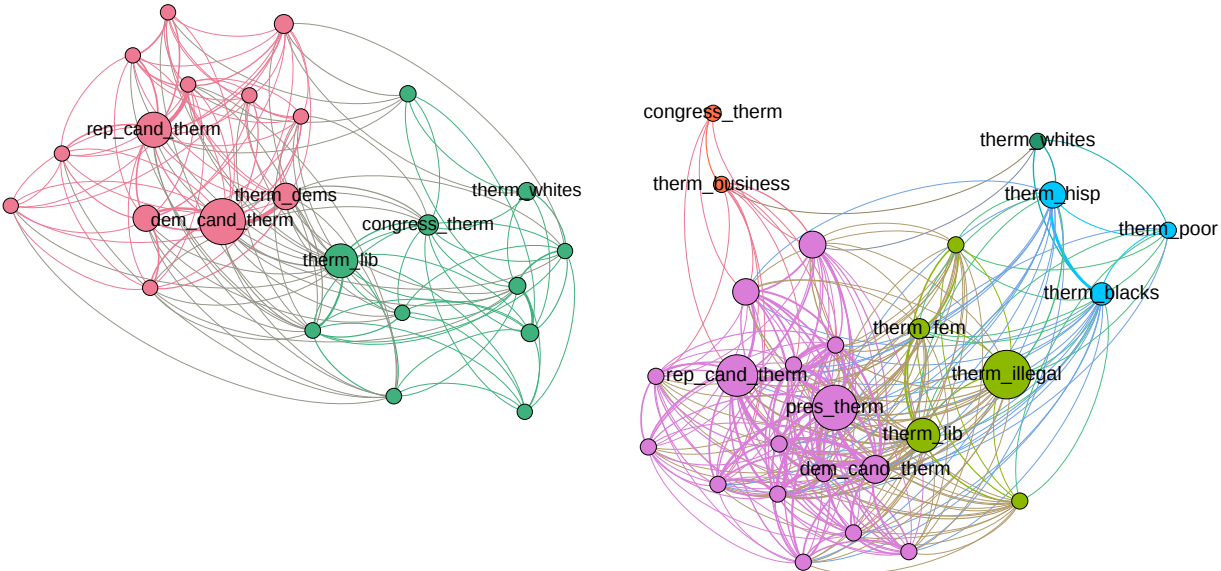 rep_cand_therm
therm_dems
dem_cand_therm
therm_whites
congress_therm
therm_lib
congress_therm
therm_business
therm_whites
therm_hisp
therm_poor
therm_blacks
therm_fem
rep_cand_therm
therm_illegal
pres_therm
therm_lib
dem_cand_therm